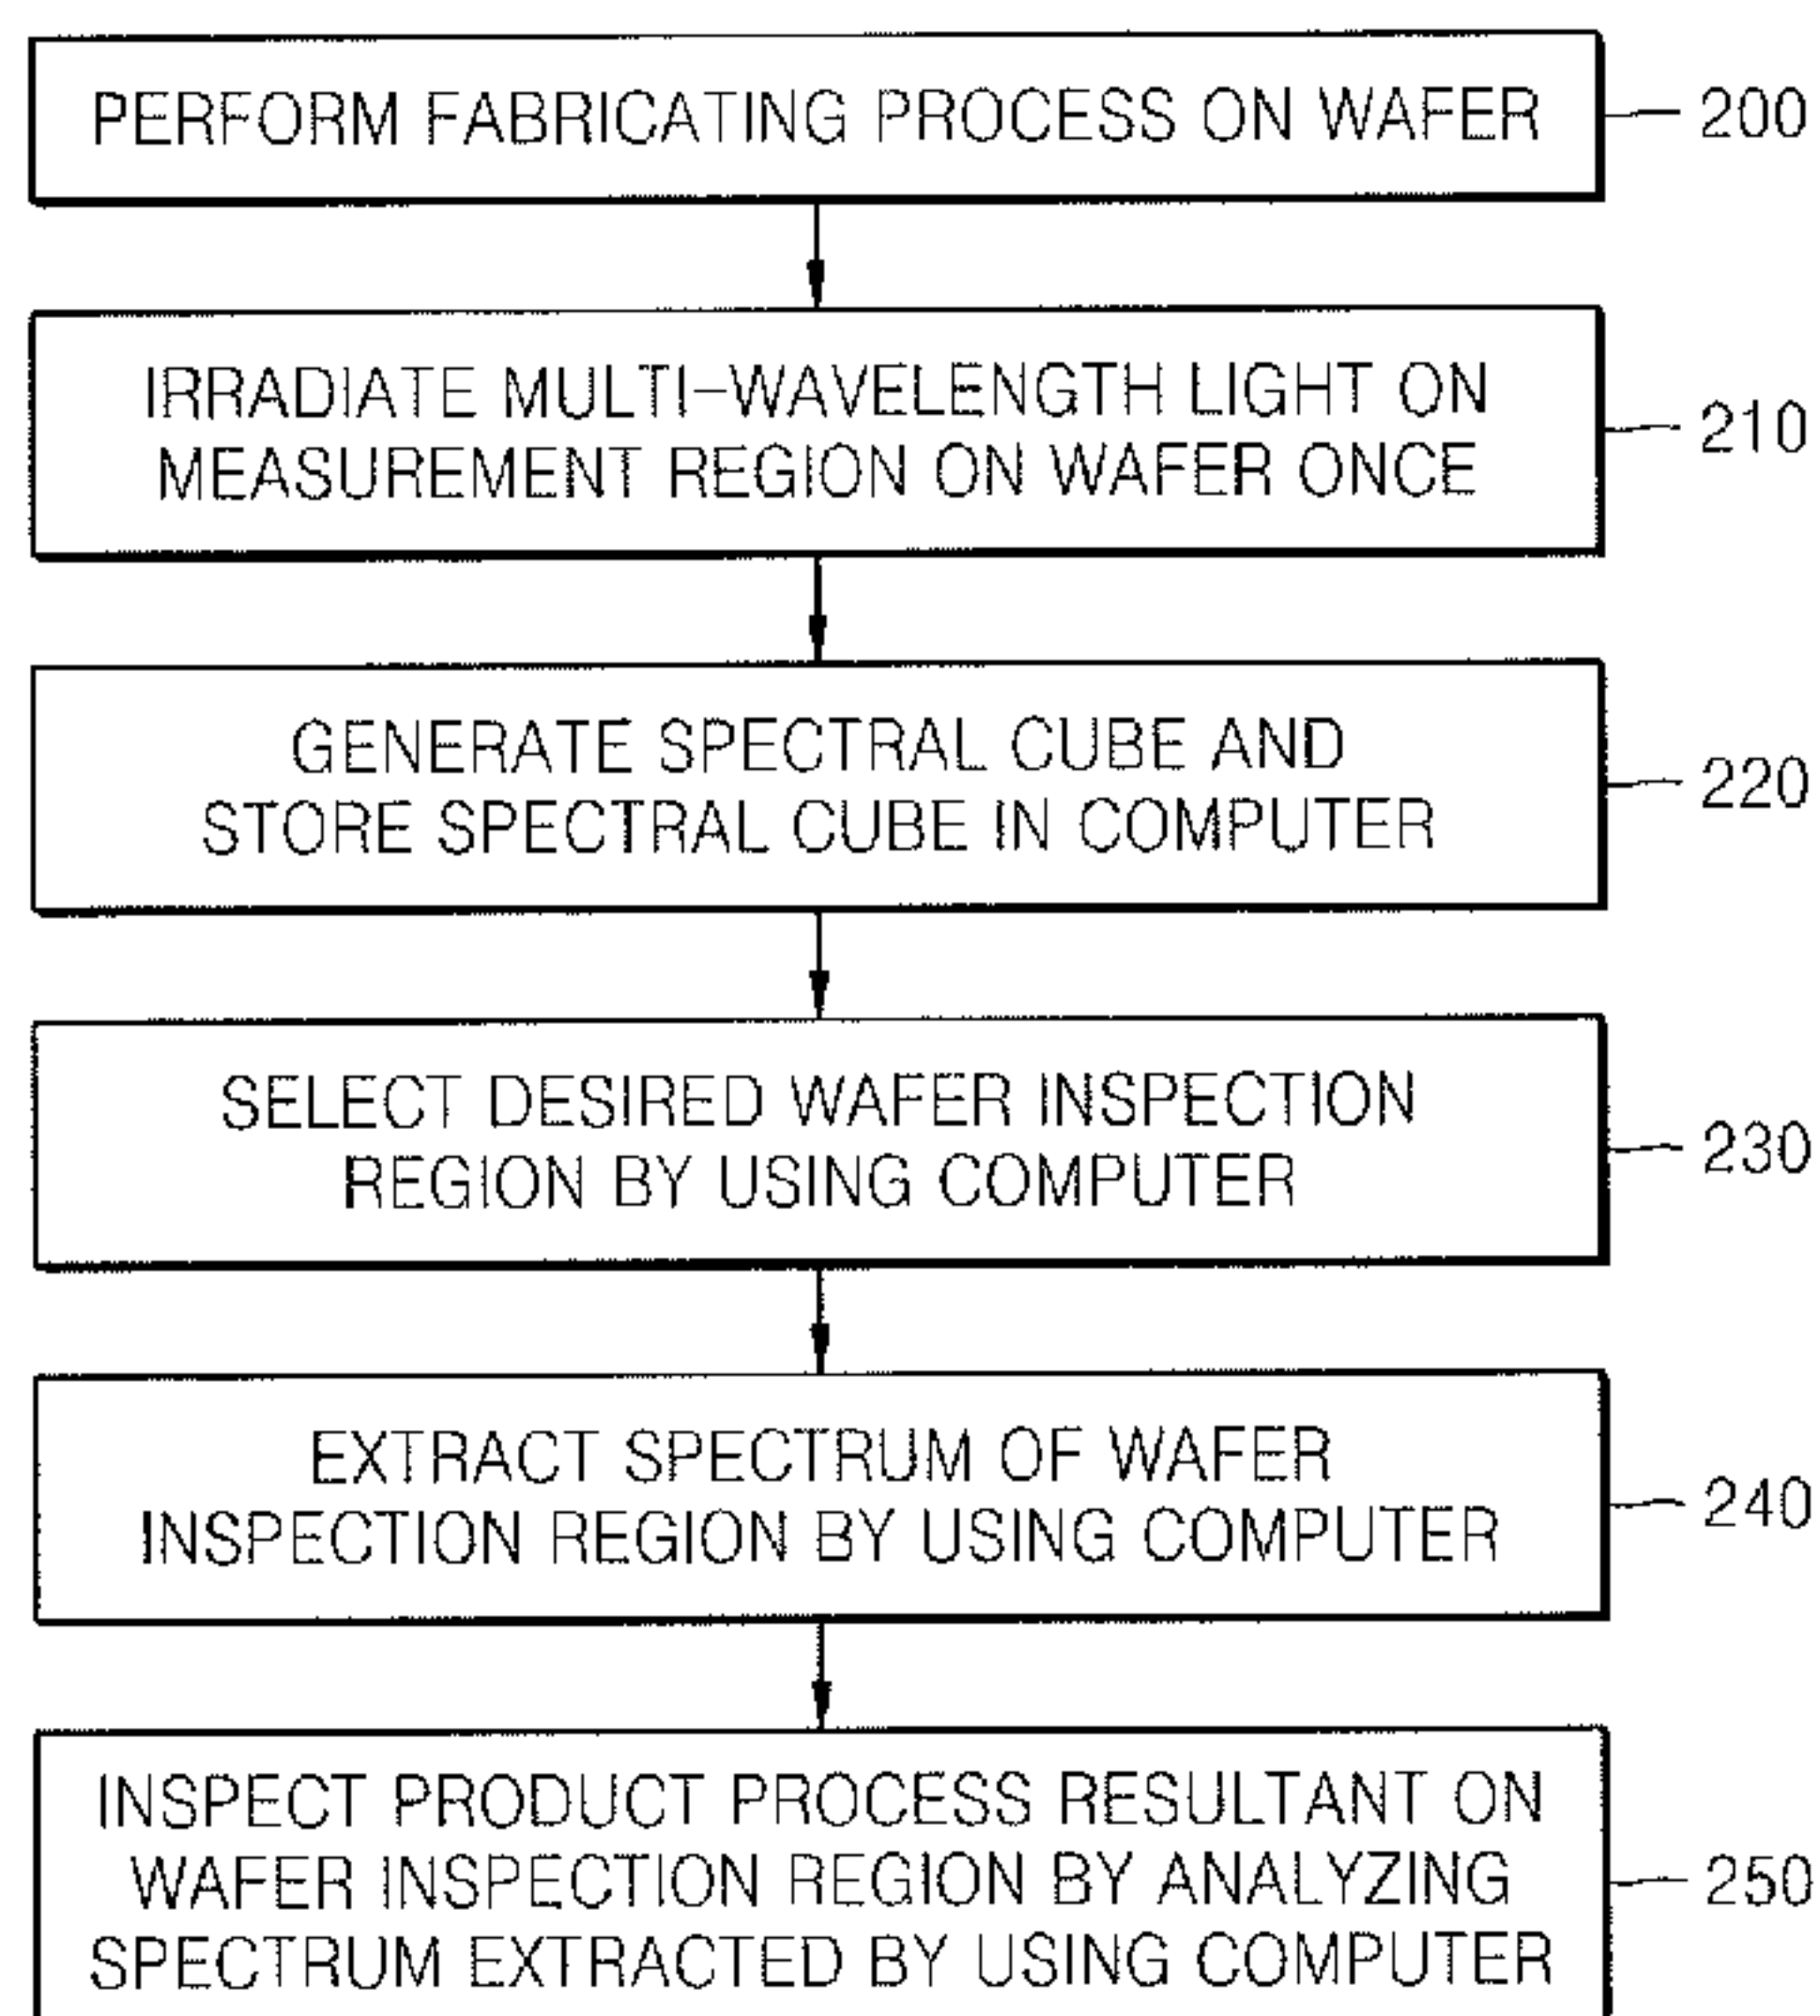 PERFORM FABRICATING PROCESS ON WAFER
200
IRRADIATE MULTI-WAVELENGTH LIGHT ON
MEASUREMENT REGION ON WAFER ONCE
210
GENERATE SPECTRAL CUBE AND
STORE SPECTRAL CUBE IN COMPUTER
220
SELECT DESIRED WAFER INSPECTION
REGION BY USING COMPUTER
230
EXTRACT SPECTRUM OF WAFER
INSPECTION REGION BY USING COMPUTER
240
INSPECT PRODUCT PROCESS RESULTANT ON
WAFER INSPECTION REGION BY ANALYZING
SPECTRUM EXTRACTED BY USING COMPUTER
250